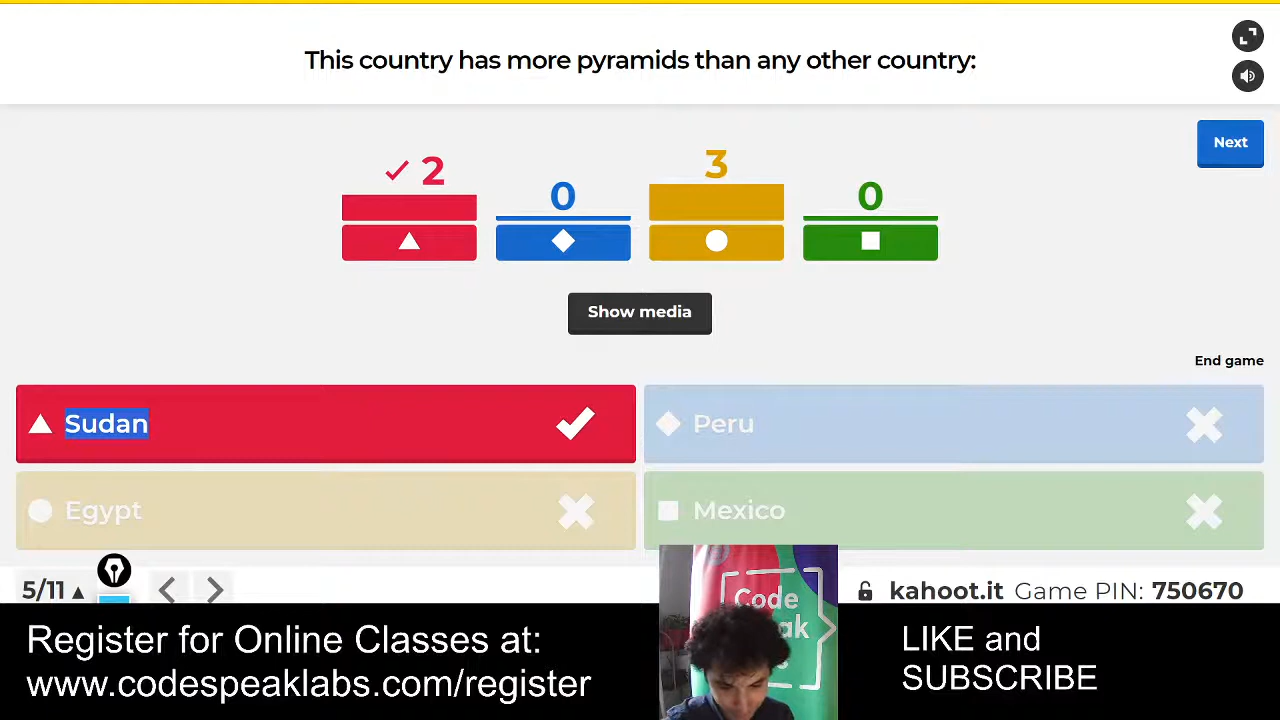 This country has more pyramids than any other country:
Next
2
0
3
0
Show media
End game
Sudan
Peru
Egypt
Mexico
5/11
kahoot.it Game PIN: 750670
Code
ak
Register for Online Classes at:
www.codespeaklabs.com/register
LIKE and
SUBSCRIBE